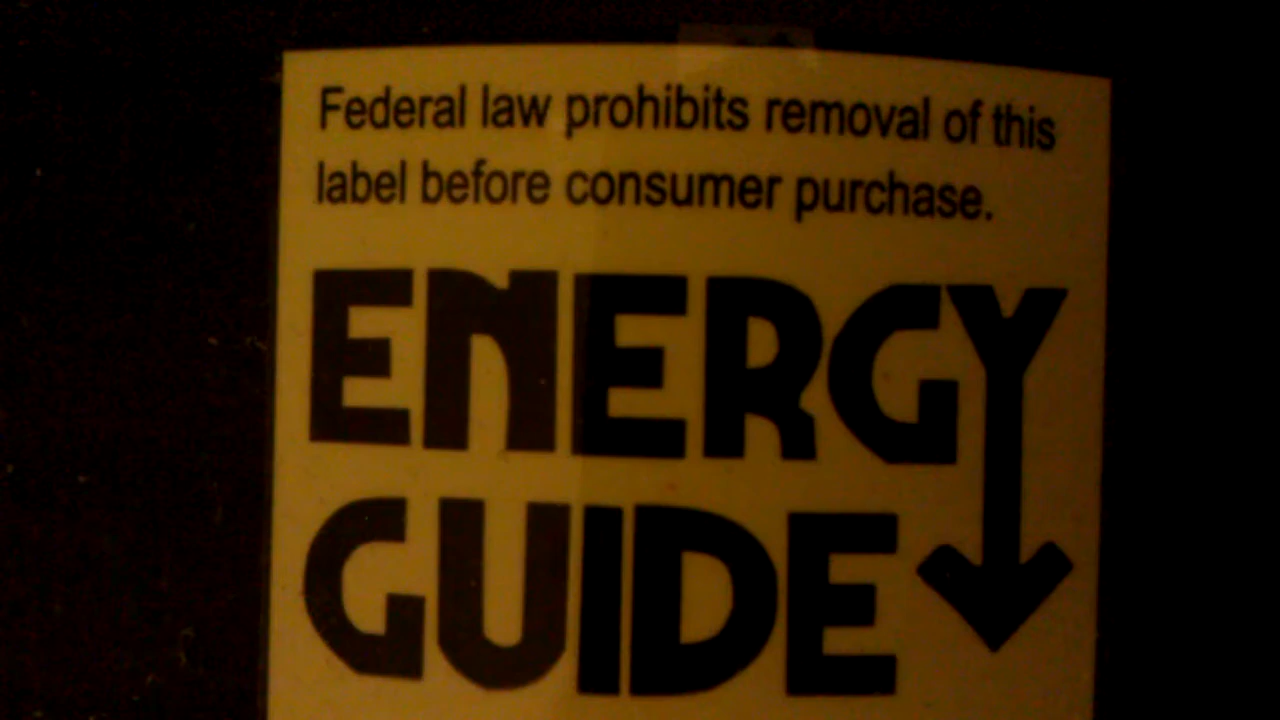 Federal law prohibits removal of this
label before consumer purchase.
ENERGY
GUIDE